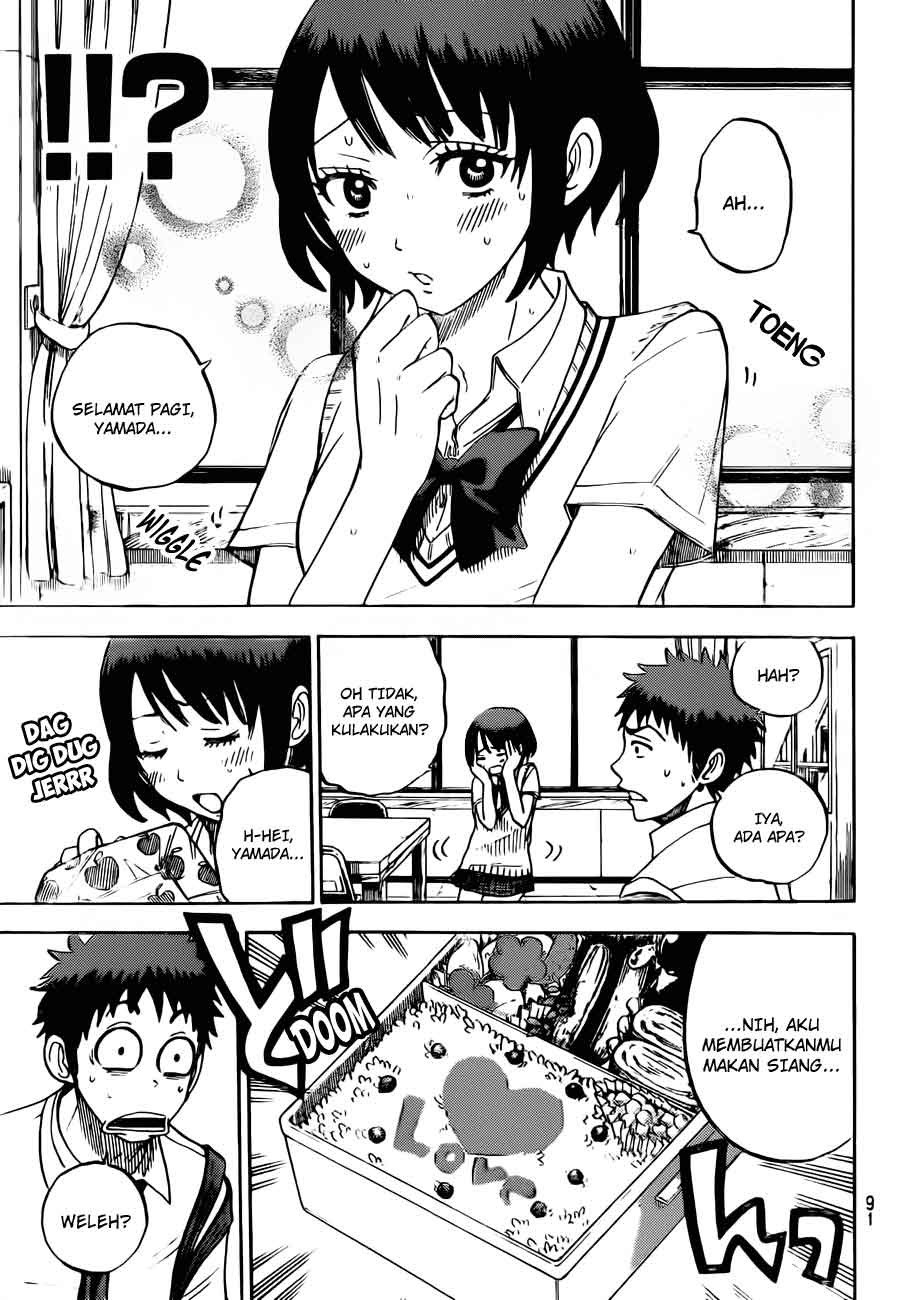 !!?
AH...
TOENG
SELAMAT PAGI,
YAMADA...
WIGGLE
HAH?
IYA,
ADA APA?
OH TIDAK,
APA YANG
KULAKUKAN?
DAG
DIG DUG
JERRR
H-HEI,
YAMADA...
...NIH, AKU
MEMBUATKANMU
MAKAN SIANG...
Love
DOOM
WELEH?
91